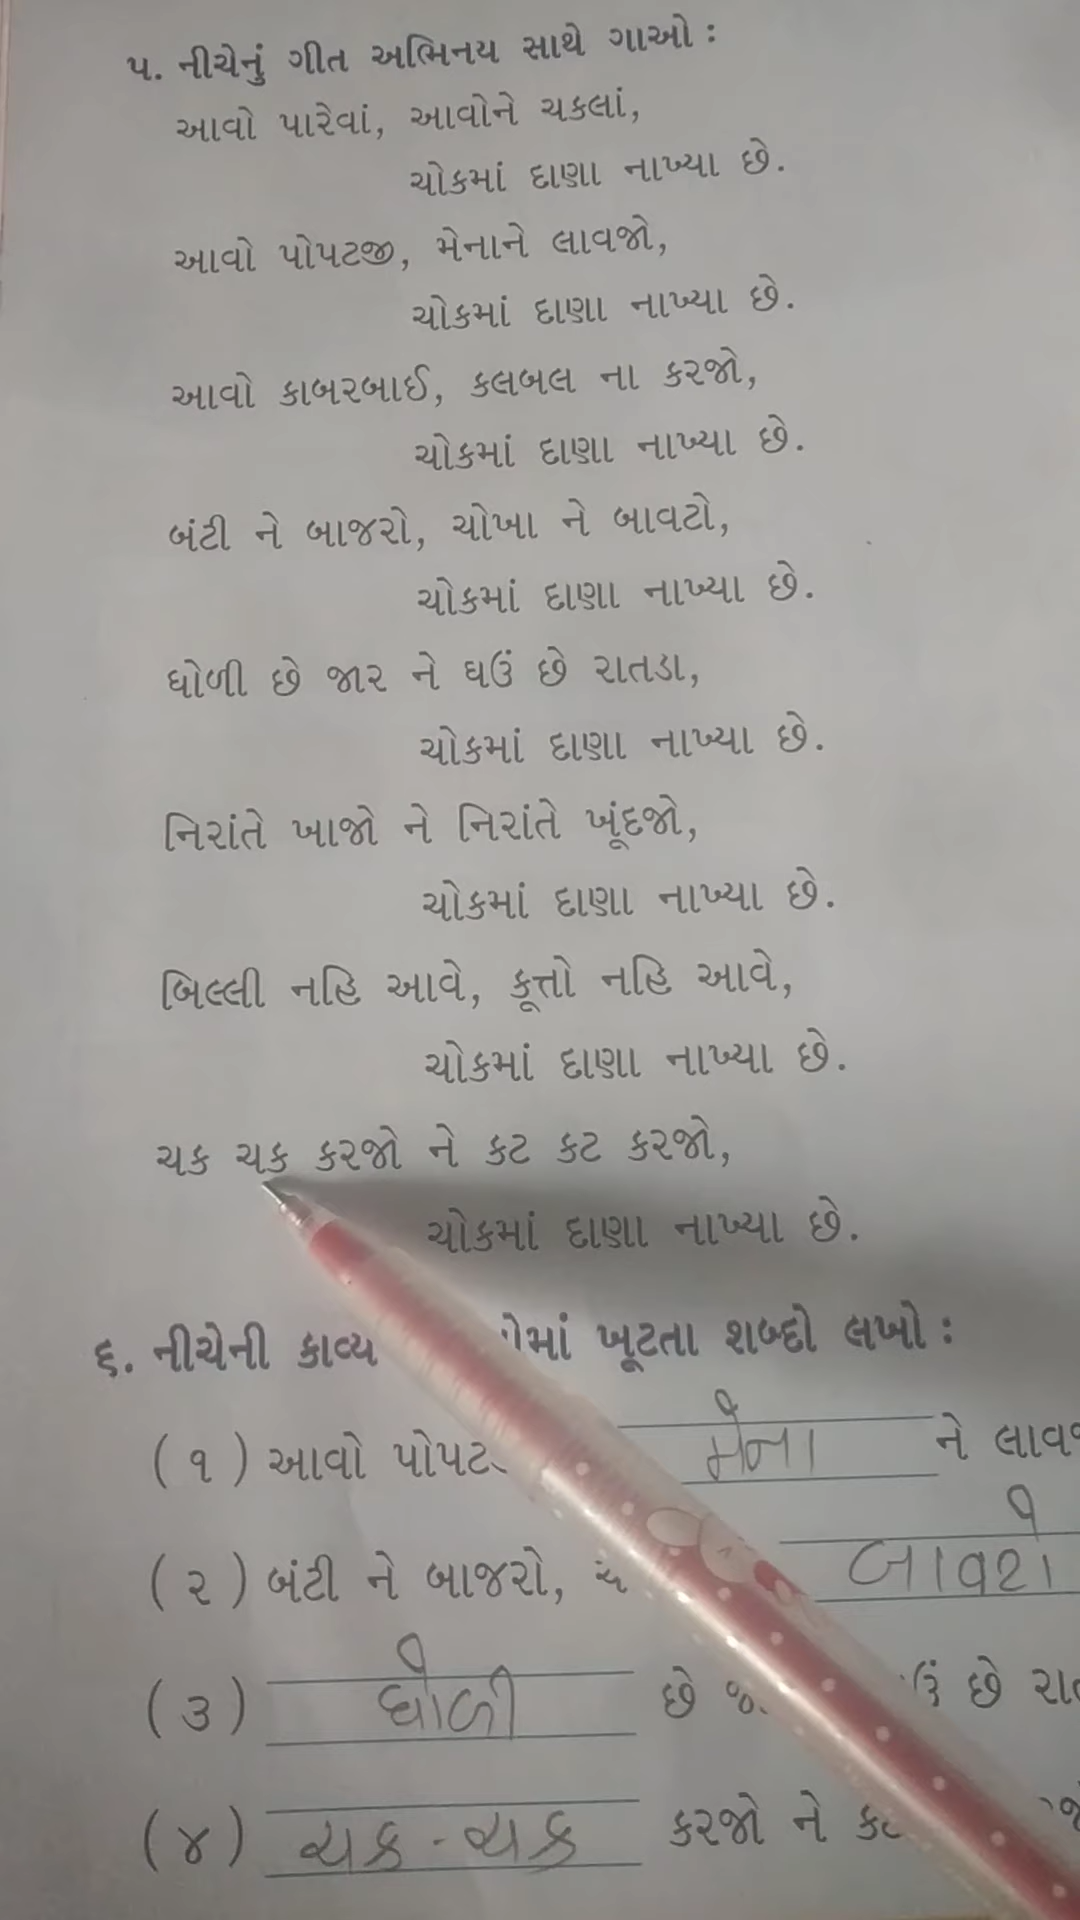 ૫. નીચેનું ગીત અભિનય સાથે ગાઓ :
આવો પારેવાં, આવોને ચકલાં,
ચોકમાં દાણા નાખ્યા છે.
આવો પોપટજી, મેનાને લાવજો,
ચોકમાં દાણા નાખ્યા છે.
આવો કાબરબાઈ, કલબલ ના કરજો,
ચોકમાં દાણા નાખ્યા છે.
બંટી ને બાજરો, ચોખા ને બાવટો,
ચોકમાં દાણા નાખ્યા છે.
ધોળી છે જાર ને ઘઉં છે રાતડા,
ચોકમાં દાણા નાખ્યા છે.
નિરાંતે ખાજો ને નિરાંતે ખૂંદજો,
ચોકમાં દાણા નાખ્યા છે.
બિલ્લી નહિ આવે, કૂત્તો નહિ આવે,
ચોકમાં દાણા નાખ્યા છે.
ચક ચક કરજો ને કટ કટ કરજો,
ચોકમાં દાણા નાખ્યા છે.
૬. નીચેની કાવ્ય ખૂટતા શબ્દો લખો :
(૧) આવો મેના ને
(૨) બંટી ને બાજરો, બાવટો
(૩) ધોળી છે છે
(૪) ચક - ચક કરજો ને